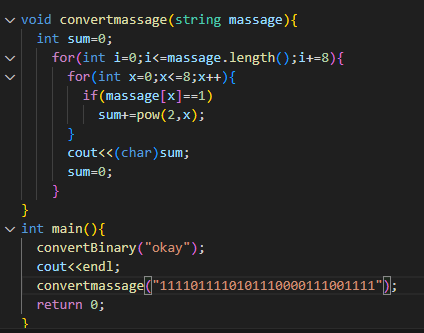 void convertmassage(string massage){
int sum=0;
for(int i=0;i<=massage.length();i+=8){
for(int x=0;x<=8;x++){
if(massage[x]==1)
sum+=pow(2,x);
}
cout<<(char)sum;
sum=0;
}
}
int main(){
convertBinary("okay");
cout<<endl;
convertmassage("11110111101011110000111001111");
return 0;
}